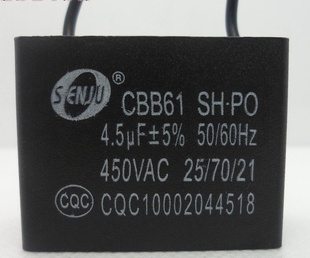 SENJU ® CBB61 SH·PO
4.5μF±5% 50/60Hz
450VAC 25/70/21
CQC CQC10002044518